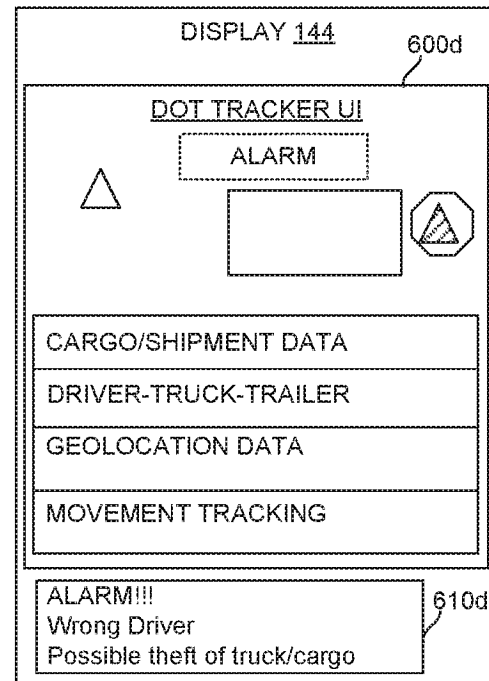 DISPLAY 144
600d
DOT TRACKER UI
ALARM
CARGO/SHIPMENT DATA
DRIVER-TRUCK-TRAILER
GEOLOCATION DATA
MOVEMENT TRACKING
ALARM!!!
Wrong Driver
Possible theft of truck/cargo
610d